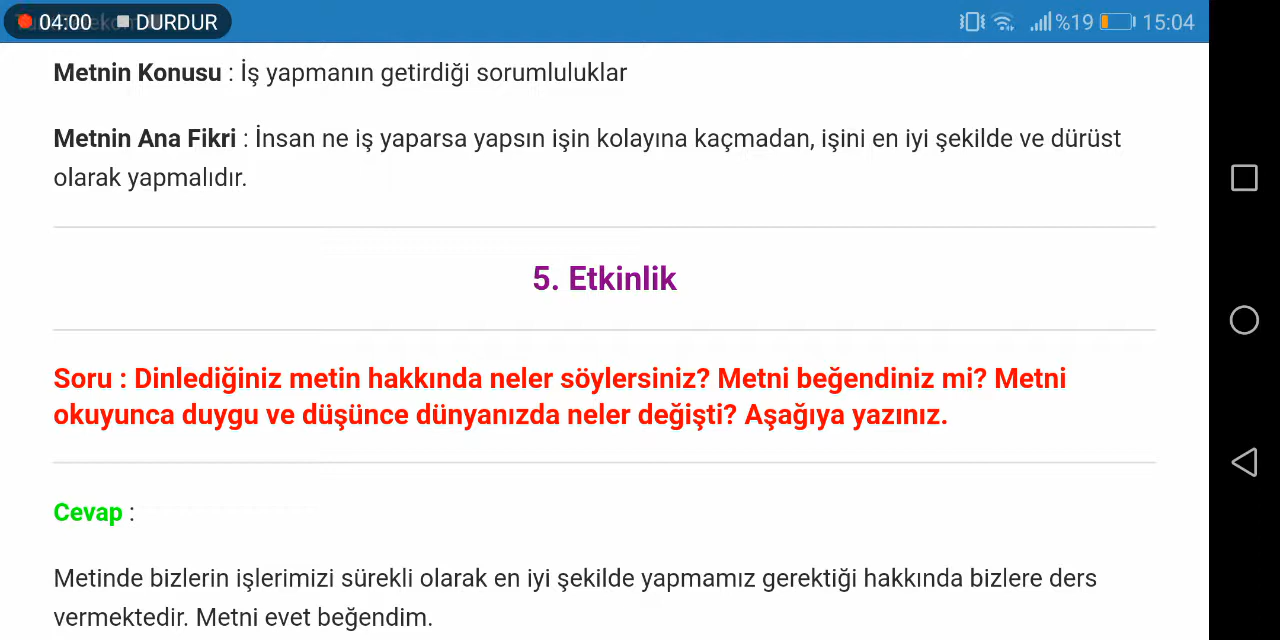 04:00 DURDUR %19 15:04
Metnin Konusu : İş yapmanın getirdiği sorumluluklar
Metnin Ana Fikri : İnsan ne iş yaparsa yapsın işin kolayına kaçmadan, işini en iyi şekilde ve dürüst
olarak yapmalıdır.
5. Etkinlik
Soru : Dinlediğiniz metin hakkında neler söylersiniz? Metni beğendiniz mi? Metni
okuyunca duygu ve düşünce dünyanızda neler değişti? Aşağıya yazınız.
Cevap :
Metinde bizlerin işlerimizi sürekli olarak en iyi şekilde yapmamız gerektiği hakkında bizlere ders
vermektedir. Metni evet beğendim.